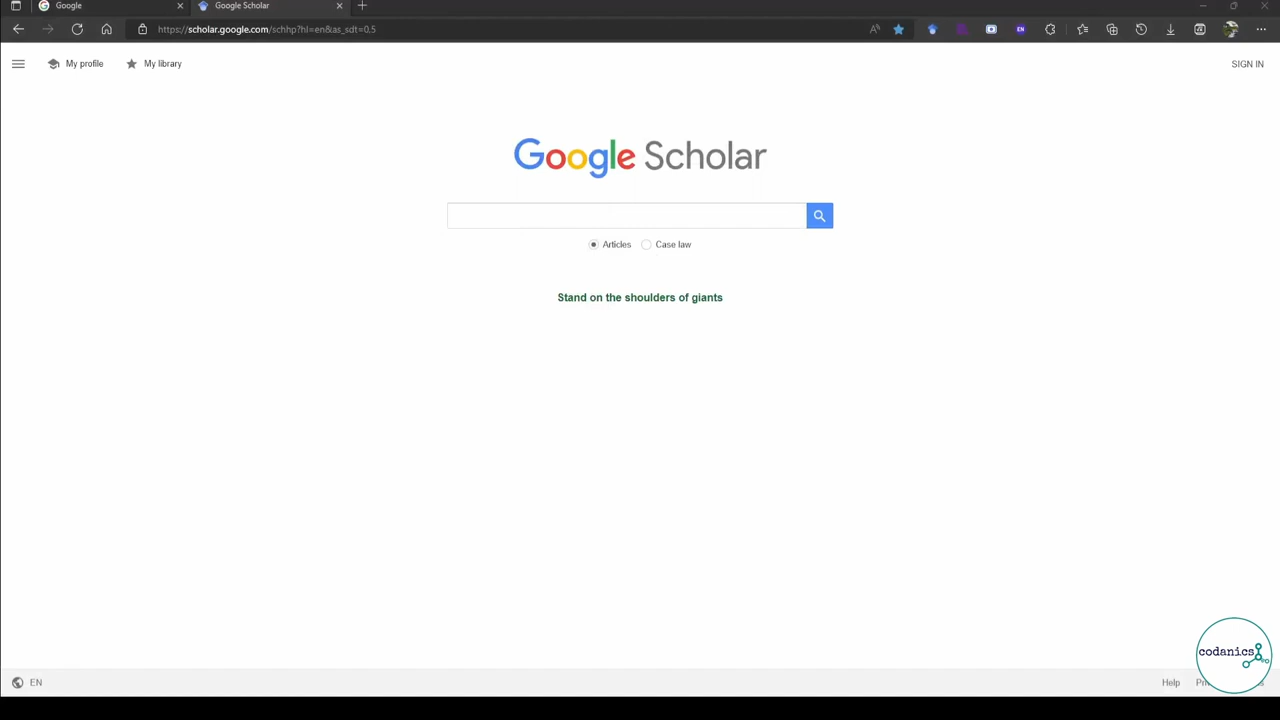 Google
Google Scholar
https://scholar.google.com/schhp?hl=en&as_sdt=0,5
EN
My profile
My library
SIGN IN
Google Scholar
Articles
Case law
Stand on the shoulders of giants
codanics
EN
Help